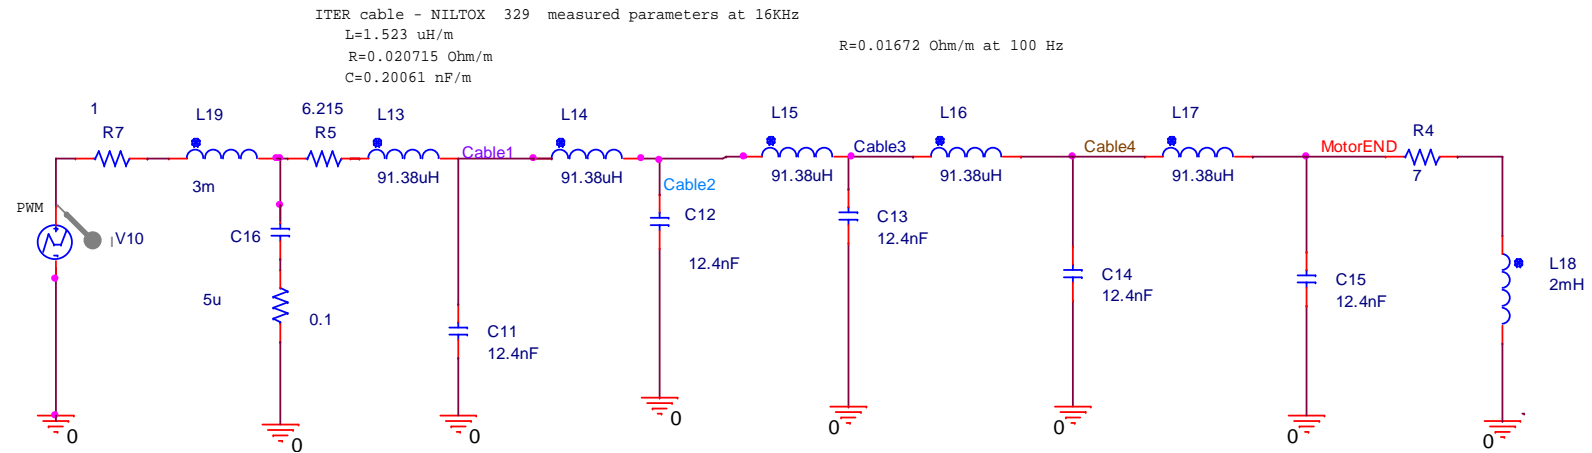 ITER cable - NILTOX 329 measured parameters at 16KHz
L=1.523 uH/m
R=0.020715 Ohm/m
C=0.20061 nF/m
R=0.01672 Ohm/m at 100 Hz
1
R7
L19
3m
6.215
R5
L13
91.38uH
Cable1
L14
91.38uH
Cable2
L15
91.38uH
Cable3
L16
91.38uH
Cable4
L17
91.38uH
MotorEND
R4
7
PWM
V10
C16
5u
0.1
C11
12.4nF
C12
12.4nF
C13
12.4nF
C14
12.4nF
C15
12.4nF
L18
2mH
0
0
0
0
0
0
0
0